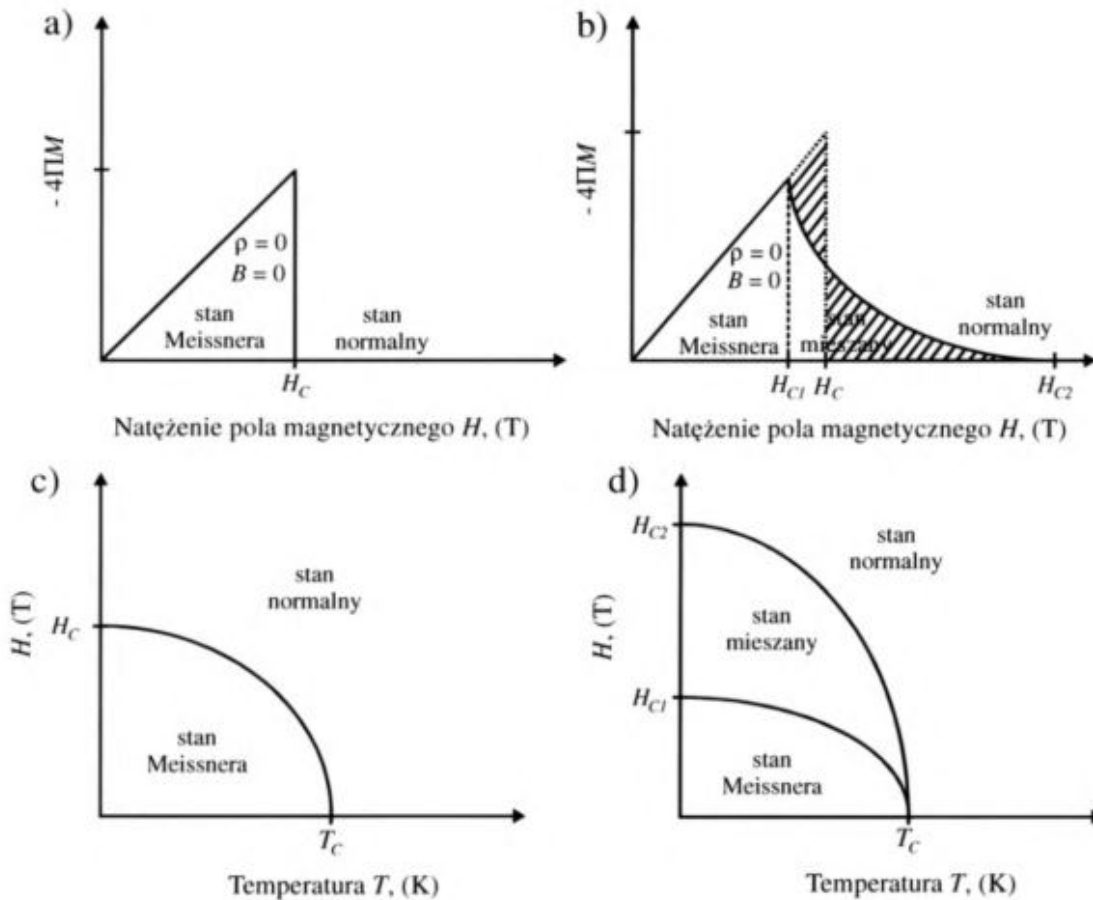 a)
- 4ΠM
ρ = 0
B = 0
stan
Meissnera
stan
normalny
H_C
Natężenie pola magnetycznego H, (T)
b)
- 4ΠM
ρ = 0
B = 0
stan
Meissnera
stan
mieszany
stan
normalny
H_C1
H_C
H_C2
Natężenie pola magnetycznego H, (T)
c)
H, (T)
H_C
stan
normalny
stan
Meissnera
T_C
Temperatura T, (K)
d)
H, (T)
H_C2
H_C1
stan
normalny
stan
mieszany
stan
Meissnera
T_C
Temperatura T, (K)